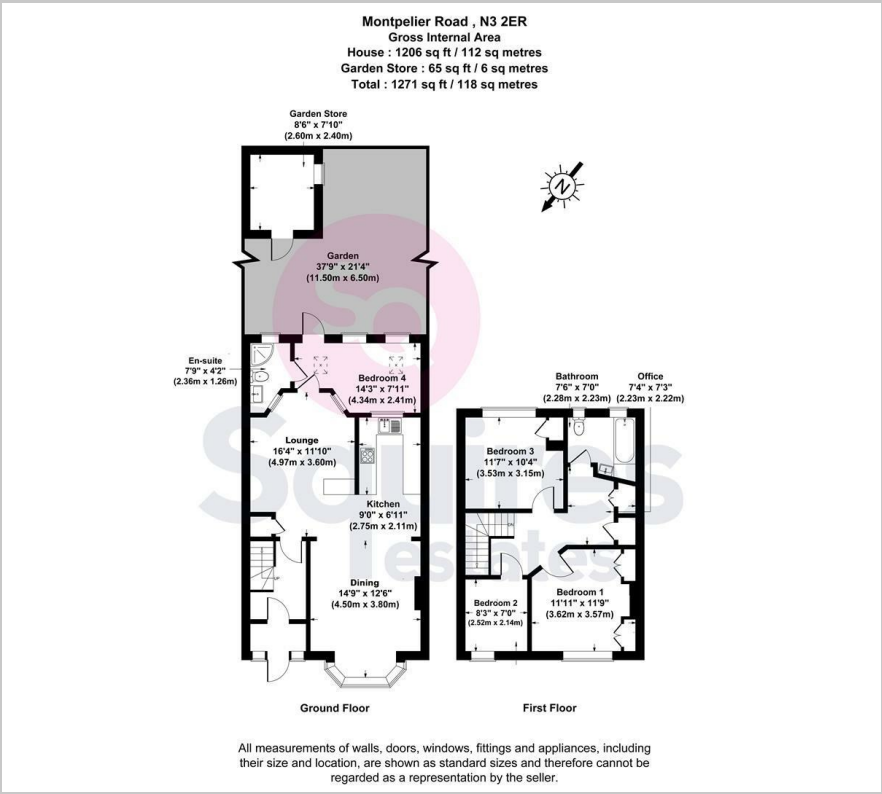 Montpelier Road , N3 2ER
Gross Internal Area
House : 1206 sq ft / 112 sq metres
Garden Store : 65 sq ft / 6 sq metres
Total : 1271 sq ft / 118 sq metres
Garden Store
8'6" x 7'10"
(2.60m x 2.40m)
N
Garden
37'9" x 21'4"
(11.50m x 6.50m)
SQ
En-suite
7'9" x 4'2"
(2.36m x 1.26m)
Bedroom 4
14'3" x 7'11"
(4.34m x 2.41m)
Bathroom
7'6" x 7'0"
(2.28m x 2.23m)
Office
7'4" x 7'3"
(2.23m x 2.22m)
Lounge
16'4" x 11'10"
(4.97m x 3.60m)
Bedroom 3
11'7" x 10'4"
(3.53m x 3.15m)
Squires
Estates
Kitchen
9'0" x 6'11"
(2.75m x 2.11m)
Dining
14'9" x 12'6"
(4.50m x 3.80m)
Bedroom 2
8'3" x 7'0"
(2.52m x 2.14m)
Bedroom 1
11'11" x 11'9"
(3.62m x 3.57m)
Ground Floor
First Floor
All measurements of walls, doors, windows, fittings and appliances, including
their size and location, are shown as standard sizes and therefore cannot be
regarded as a representation by the seller.